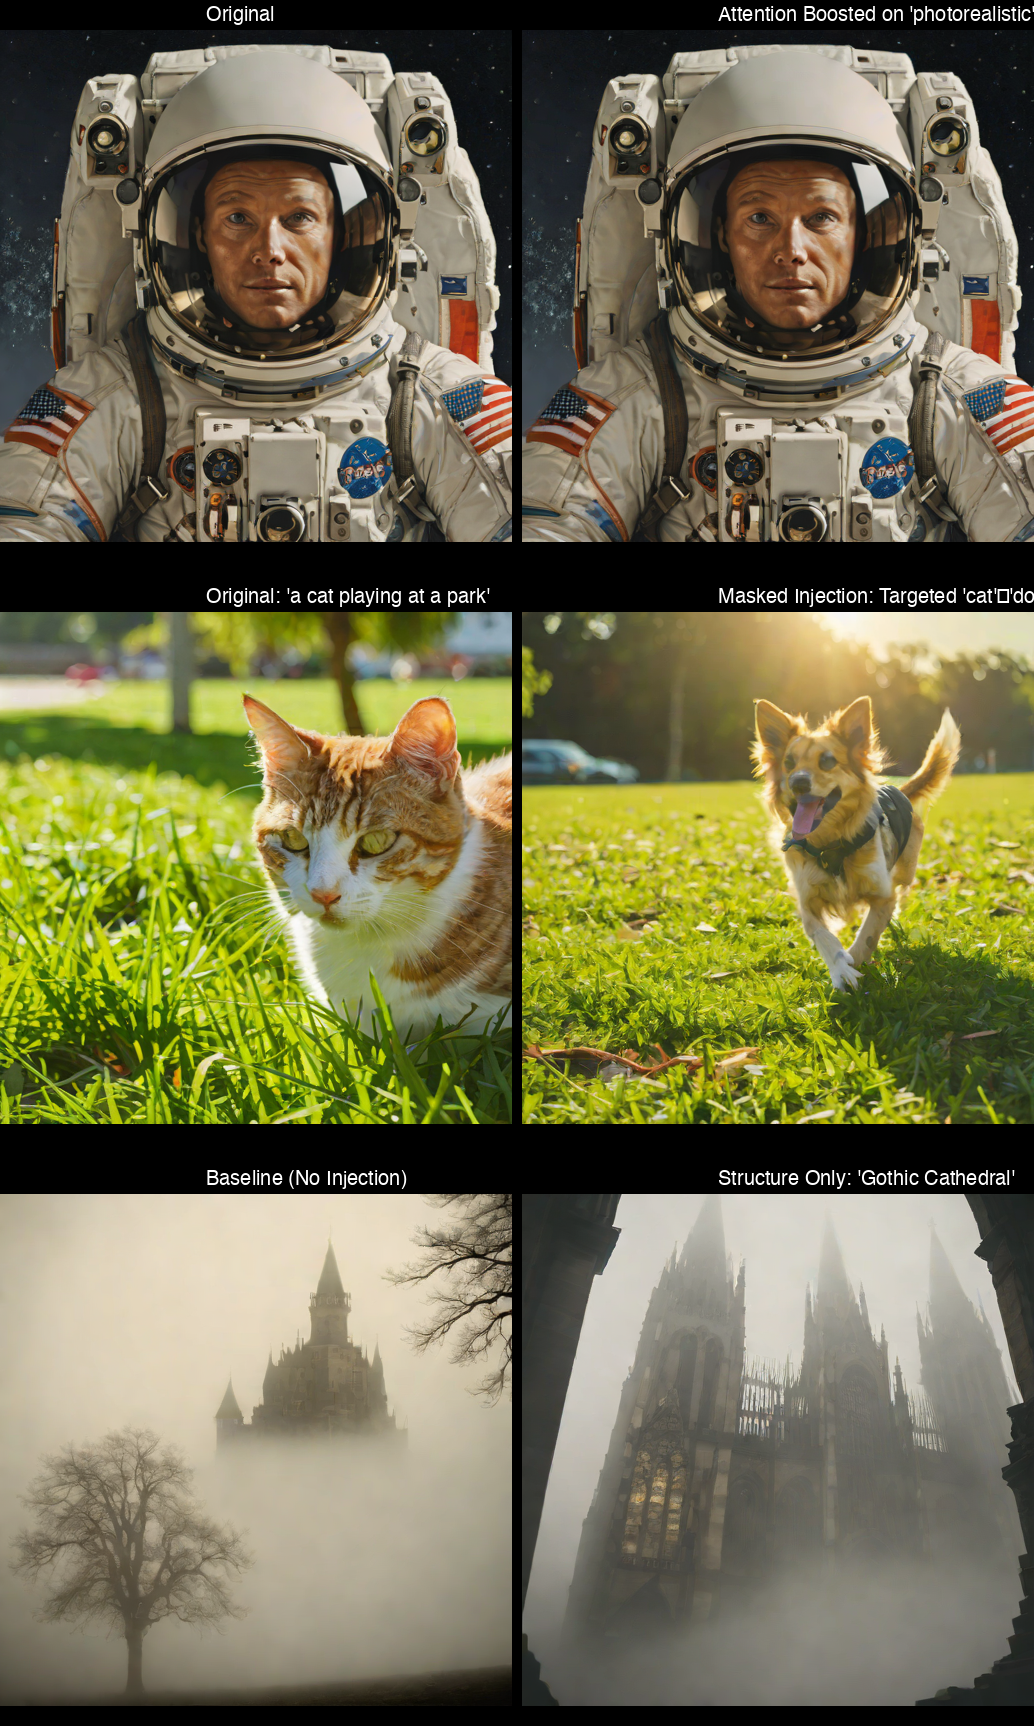 Original
Attention Boosted on 'photorealistic'
Original: 'a cat playing at a park'
Masked Injection: Targeted 'cat'□'do
Baseline (No Injection)
Structure Only: 'Gothic Cathedral'